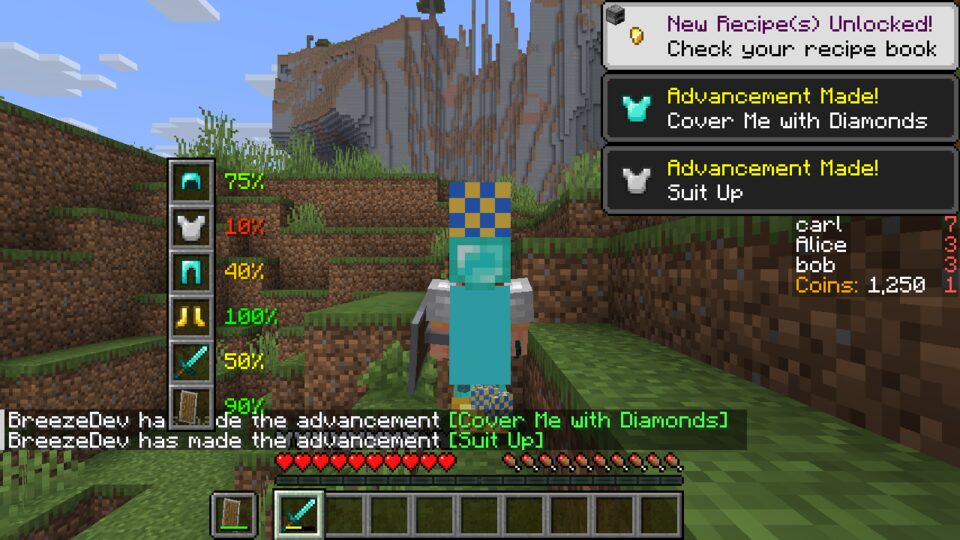 New Recipe(s) Unlocked!
Check your recipe book
Advancement Made!
Cover Me with Diamonds
Advancement Made!
Suit Up
carl 7
Alice 3
bob 3
Coins: 1,250 1
75%
10%
40%
100%
50%
90%
BreezeDev ha made the advancement [Cover Me with Diamonds]
BreezeDev has made the advancement [Suit Up]